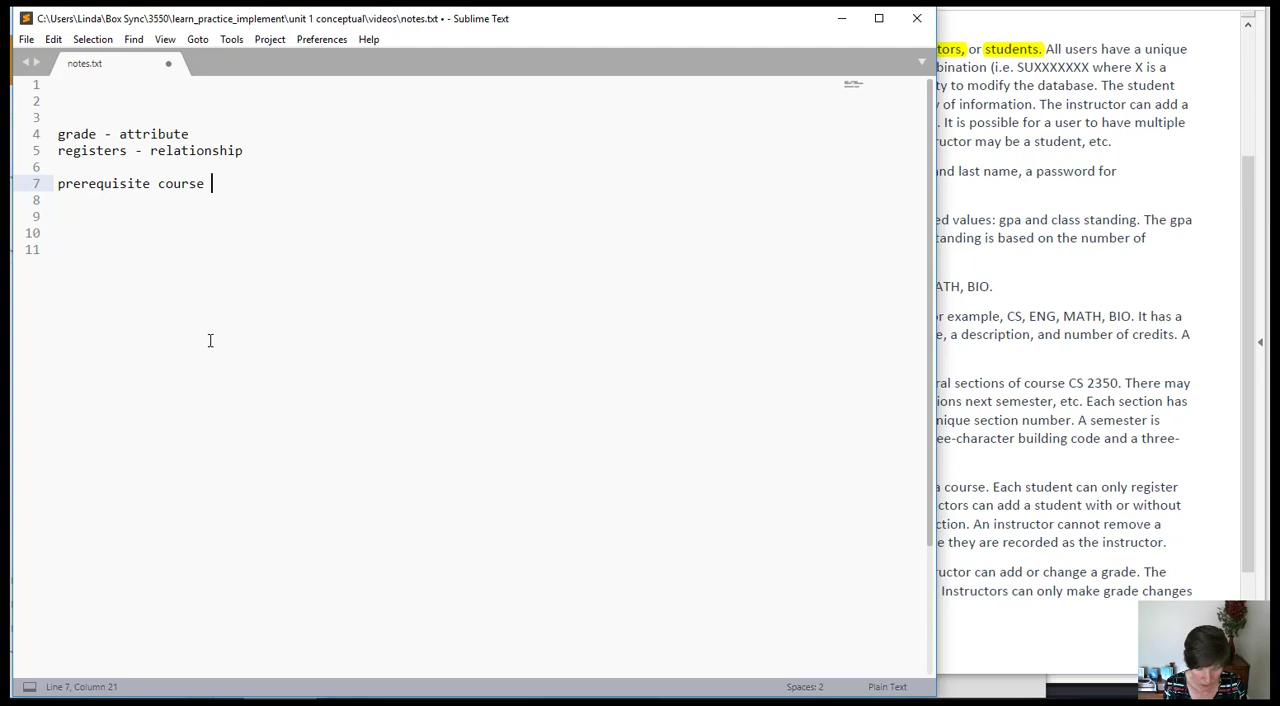 C:\Users\Linda\Box Sync\3550\learn_practice_implement\unit 1 conceptual\videos\notes.txt • - Sublime Text
File Edit Selection Find View Goto Tools Project Preferences Help
notes.txt
1
2
3
4 grade - attribute
5 registers - relationship
6
7 prerequisite course
8
9
10
11
Line 7, Column 21
Spaces: 2
Plain Text
tors, or students. All users have a unique
bination (i.e. SUXXXXXXX where X is a
ty to modify the database. The student
y of information. The instructor can add a
. It is possible for a user to have multiple
ructor may be a student, etc.
and last name, a password for
ed values: gpa and class standing. The gpa
tanding is based on the number of
ATH, BIO.
or example, CS, ENG, MATH, BIO. It has a
e, a description, and number of credits. A
ral sections of course CS 2350. There may
ions next semester, etc. Each section has
nique section number. A semester is
ee-character building code and a three-
a course. Each student can only register
ctors can add a student with or without
ction. An instructor cannot remove a
e they are recorded as the instructor.
ructor can add or change a grade. The
Instructors can only make grade changes